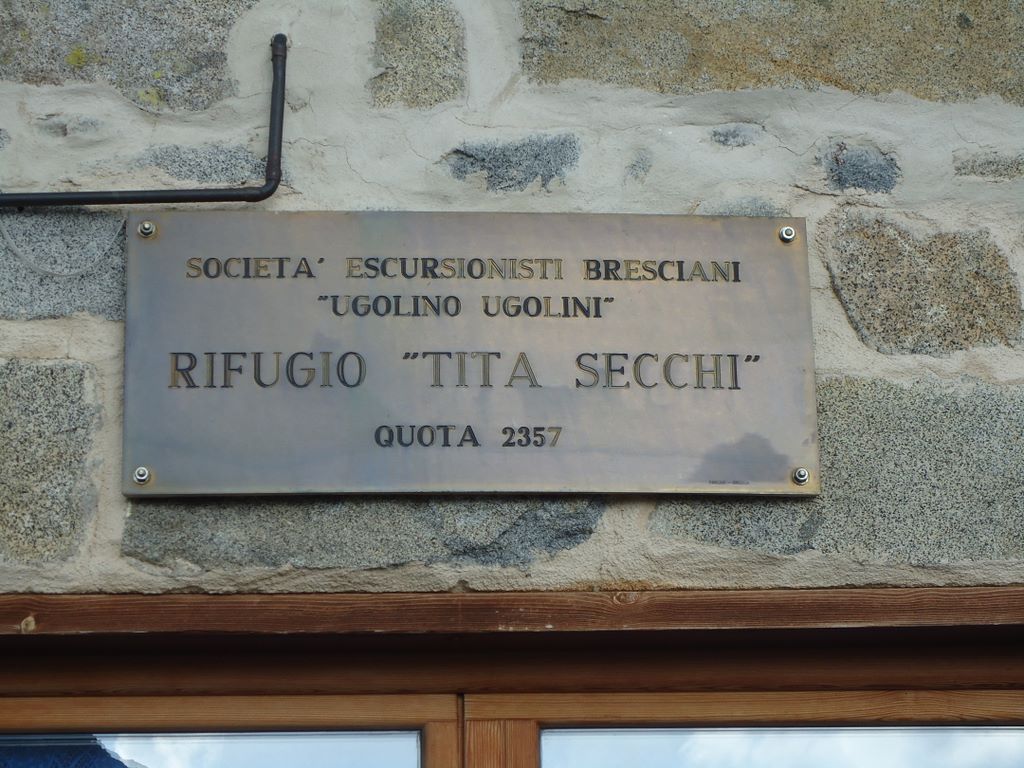 SOCIETA´ ESCURSIONISTI BRESCIANI
"UGOLINO UGOLINI"
RIFUGIO "TITA SECCHI"
QUOTA 2357